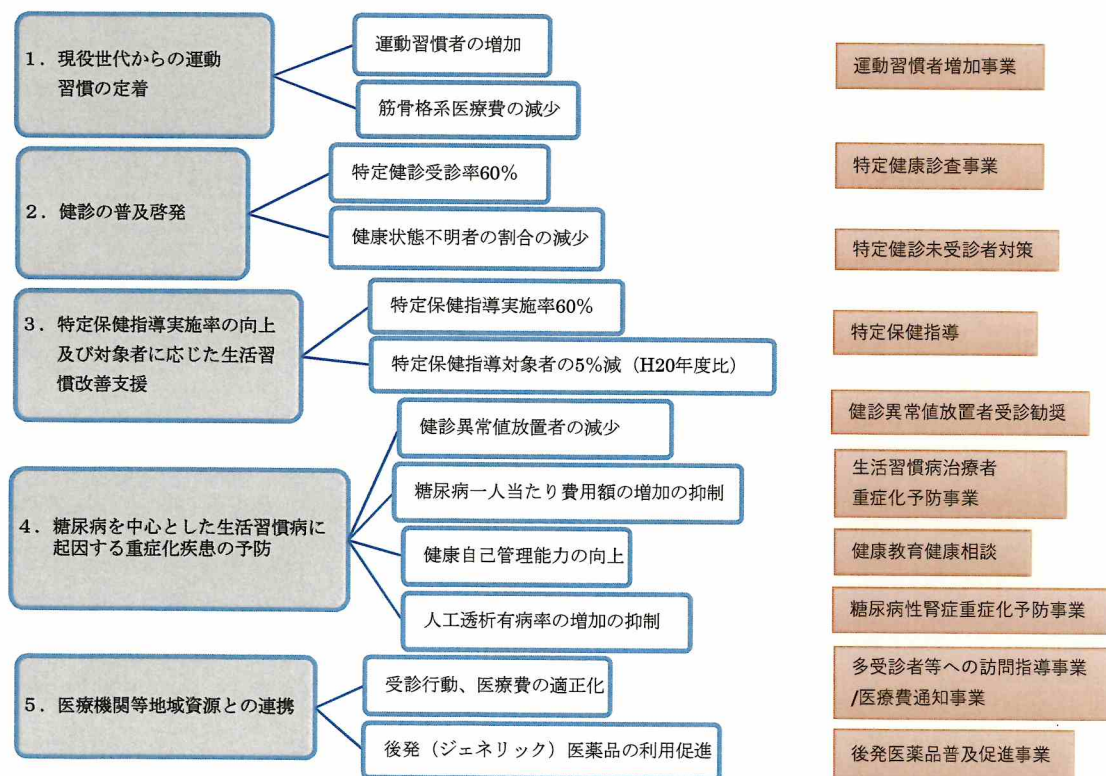 1．現役世代からの運動
習慣の定着
運動習慣者の増加
筋骨格系医療費の減少
運動習慣者増加事業
2．健診の普及啓発
特定健診受診率60%
健康状態不明者の割合の減少
特定健康診査事業
特定健診未受診者対策
3．特定保健指導実施率の向上
及び対象者に応じた生活習
慣改善支援
特定保健指導実施率60%
特定保健指導対象者の5%減（H20年度比）
特定保健指導
4．糖尿病を中心とした生活習慣病に
起因する重症化疾患の予防
健診異常値放置者の減少
糖尿病一人当たり費用額の増加の抑制
健康自己管理能力の向上
人工透析有病率の増加の抑制
健診異常値放置者受診勧奨
生活習慣病治療者
重症化予防事業
健康教育健康相談
糖尿病性腎症重症化予防事業
5．医療機関等地域資源との連携
受診行動、医療費の適正化
後発（ジェネリック）医薬品の利用促進
多受診者等への訪問指導事業
/医療費通知事業
後発医薬品普及促進事業